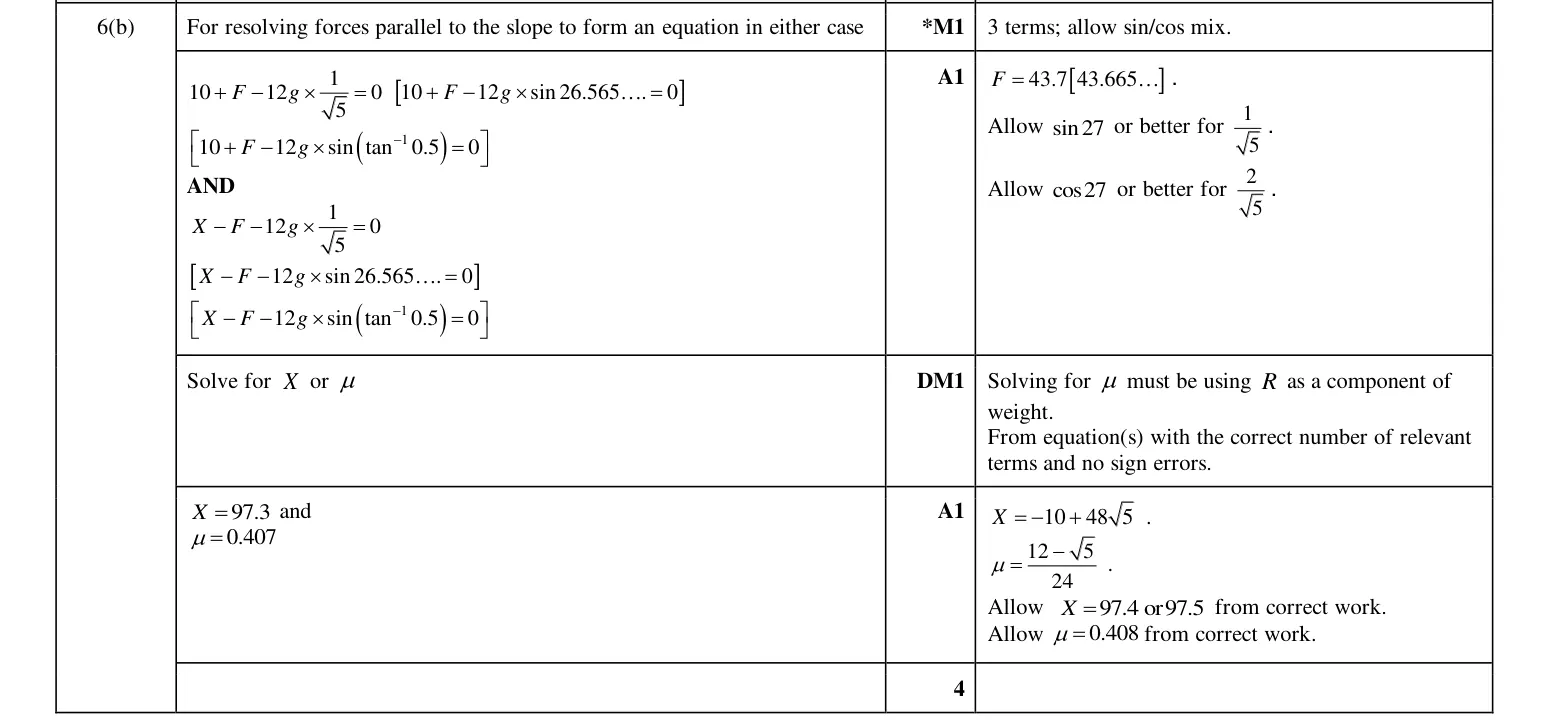 6(b) For resolving forces parallel to the slope to form an equation in either case *M1 3 terms; allow sin/cos mix.
10 + F − 12g × 1/√5 = 0 [10 + F − 12g × sin 26.565…. = 0]
[10 + F − 12g × sin(tan⁻¹ 0.5) = 0]
AND
X − F − 12g × 1/√5 = 0
[X − F − 12g × sin 26.565…. = 0]
[X − F − 12g × sin(tan⁻¹ 0.5) = 0]
A1
F = 43.7[43.665…] .
Allow sin 27 or better for 1/√5 .
Allow cos 27 or better for 2/√5 .
Solve for X or μ
DM1
Solving for μ must be using R as a component of
weight.
From equation(s) with the correct number of relevant
terms and no sign errors.
X = 97.3 and
μ = 0.407
A1
X = −10 + 48√5 .
μ = (12 − √5)/24 .
Allow X = 97.4 or 97.5 from correct work.
Allow μ = 0.408 from correct work.
4